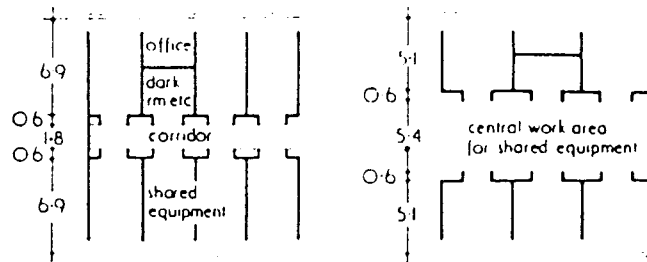 6·9
0·6
1·8
0·6
6·9
office
dark
rm etc
corridor
shared
equipment
5·1
0·6
5·4
0·6
5·1
central work area
for shared equipment